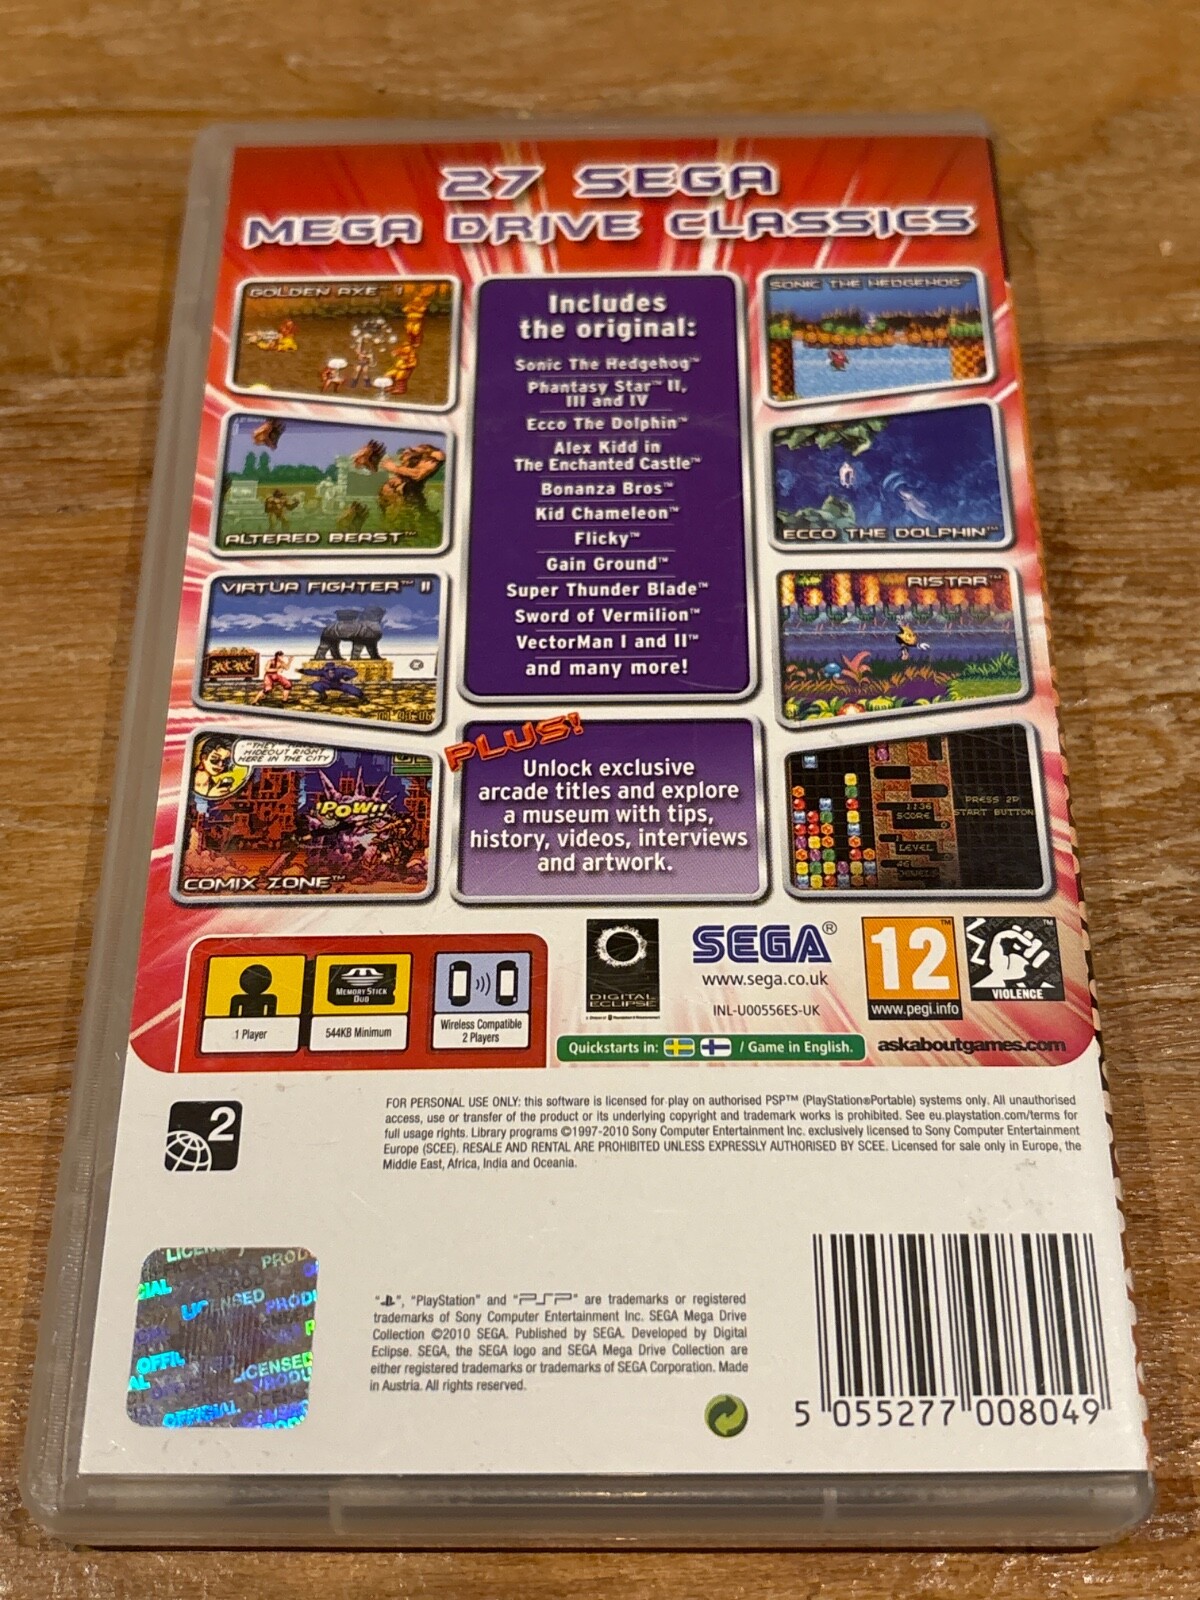 27 SEGA
MEGA DRIVE CLASSICS
GOLDEN AXE™ I
ALTERED BEAST™
VIRTUA FIGHTER™ II
"THEY
HIDEOUT RIGHT
HERE IN THE CITY
POW!!
COMIX ZONE™
Includes
the original:
Sonic The Hedgehog™
Phantasy Star™ II,
III and IV
Ecco The Dolphin™
Alex Kidd in
The Enchanted Castle™
Bonanza Bros™
Kid Chameleon™
Flicky™
Gain Ground™
Super Thunder Blade™
Sword of Vermilion™
VectorMan I and II™
and many more!
PLUS!
Unlock exclusive
arcade titles and explore
a museum with tips,
history, videos, interviews
and artwork.
SONIC THE HEDGEHOG™
ECCO THE DOLPHIN™
RISTAR™
1136
SCORE
LEVEL
46
JEWELS
PRESS 2P
START BUTTON
1 Player
MEMORY STICK
DUO
544KB Minimum
Wireless Compatible
2 Players
DIGITAL
ECLIPSE
SEGA®
www.sega.co.uk
INL-U00556ES-UK
12™
www.pegi.info
™
VIOLENCE
Quickstarts in: / Game in English.
askaboutgames.com
2
FOR PERSONAL USE ONLY: this software is licensed for play on authorised PSP™ (PlayStation®Portable) systems only. All unauthorised
access, use or transfer of the product or its underlying copyright and trademark works is prohibited. See eu.playstation.com/terms for
full usage rights. Library programs ©1997-2010 Sony Computer Entertainment Inc. exclusively licensed to Sony Computer Entertainment
Europe (SCEE). RESALE AND RENTAL ARE PROHIBITED UNLESS EXPRESSLY AUTHORISED BY SCEE. Licensed for sale only in Europe, the
Middle East, Africa, India and Oceania.
LICENSED
PROD
OFFI
LICENSED
PRODU
OFFICIAL
"", "PlayStation" and "PSP" are trademarks or registered
trademarks of Sony Computer Entertainment Inc. SEGA Mega Drive
Collection ©2010 SEGA. Published by SEGA. Developed by Digital
Eclipse. SEGA, the SEGA logo and SEGA Mega Drive Collection are
either registered trademarks or trademarks of SEGA Corporation. Made
in Austria. All rights reserved.
5 055277 008049